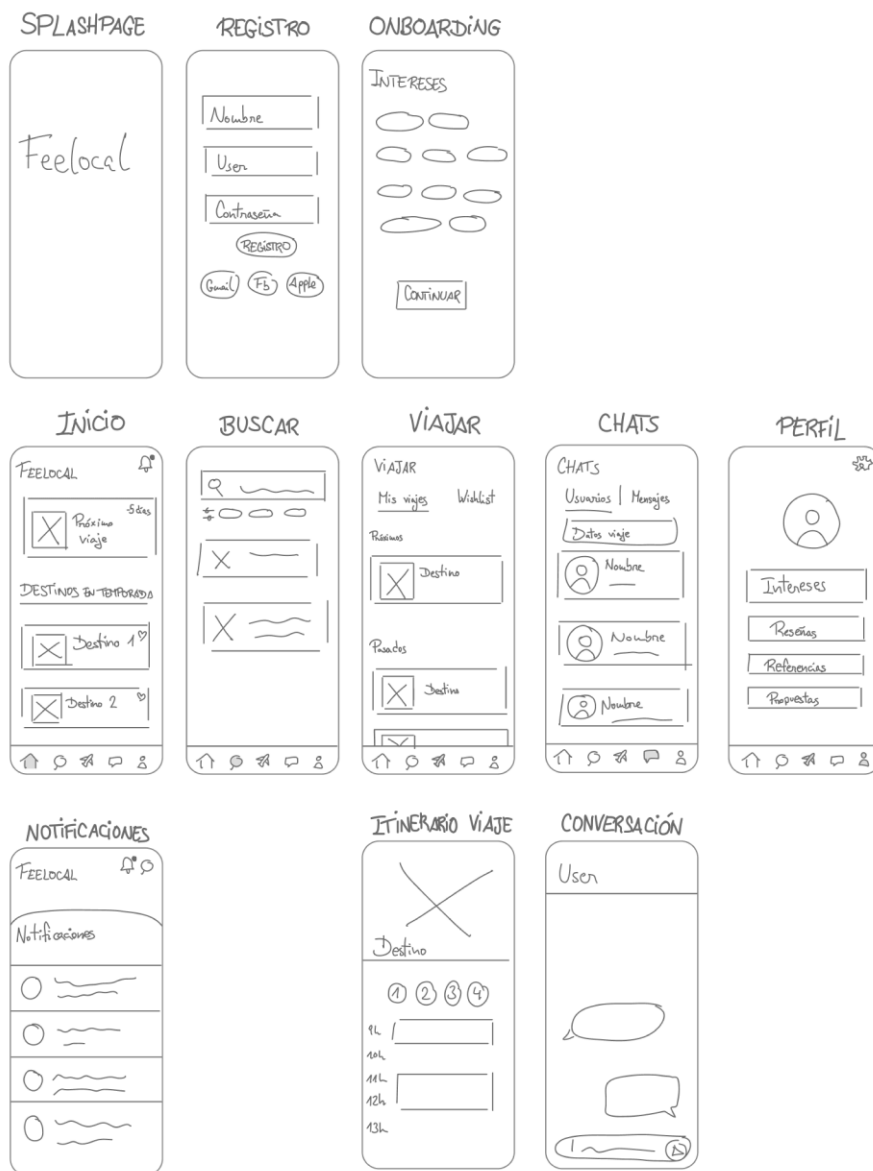 SPLASHPAGE
Feelocal
REGISTRO
Nombre
User
Contraseña
REGISTRO
Gmail Fb Apple
ONBOARDING
INTERESES
CONTINUAR
INICIO
FEELOCAL
Próximo
viaje
-5 días
DESTINOS EN TEMPORADA
Destino 1
Destino 2
BUSCAR
VIAJAR
VIAJAR
Mis viajes Wishlist
Próximos
Destino
Pasados
Destino
CHATS
CHATS
Usuarios | Mensajes
Datos viaje
Nombre
Nombre
Nombre
PERFIL
Intereses
Reseñas
Referencias
Propuestas
NOTIFICACIONES
FEELOCAL
Notificaciones
ITINERARIO VIAJE
Destino
1 2 3 4
9h
10h
11h
12h
13h
CONVERSACIÓN
User